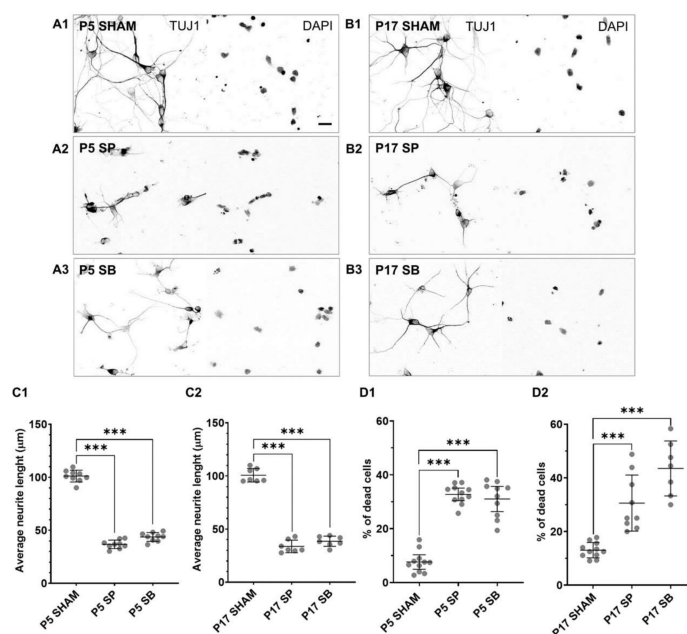 A1 P5 SHAM TUJ1 DAPI
B1 P17 SHAM TUJ1 DAPI
A2 P5 SP
B2 P17 SP
A3 P5 SB
B3 P17 SB
C1
Average neurite lenght (μm)
150
100
50
0
***
***
P5 SHAM
P5 SP
P5 SB
C2
Average neurite lenght (μm)
150
100
50
0
***
***
P17 SHAM
P17 SP
P17 SB
D1
% of dead cells
60
40
20
0
***
***
P5 SHAM
P5 SP
P5 SB
D2
% of dead cells
60
40
20
0
***
***
P17 SHAM
P17 SP
P17 SB